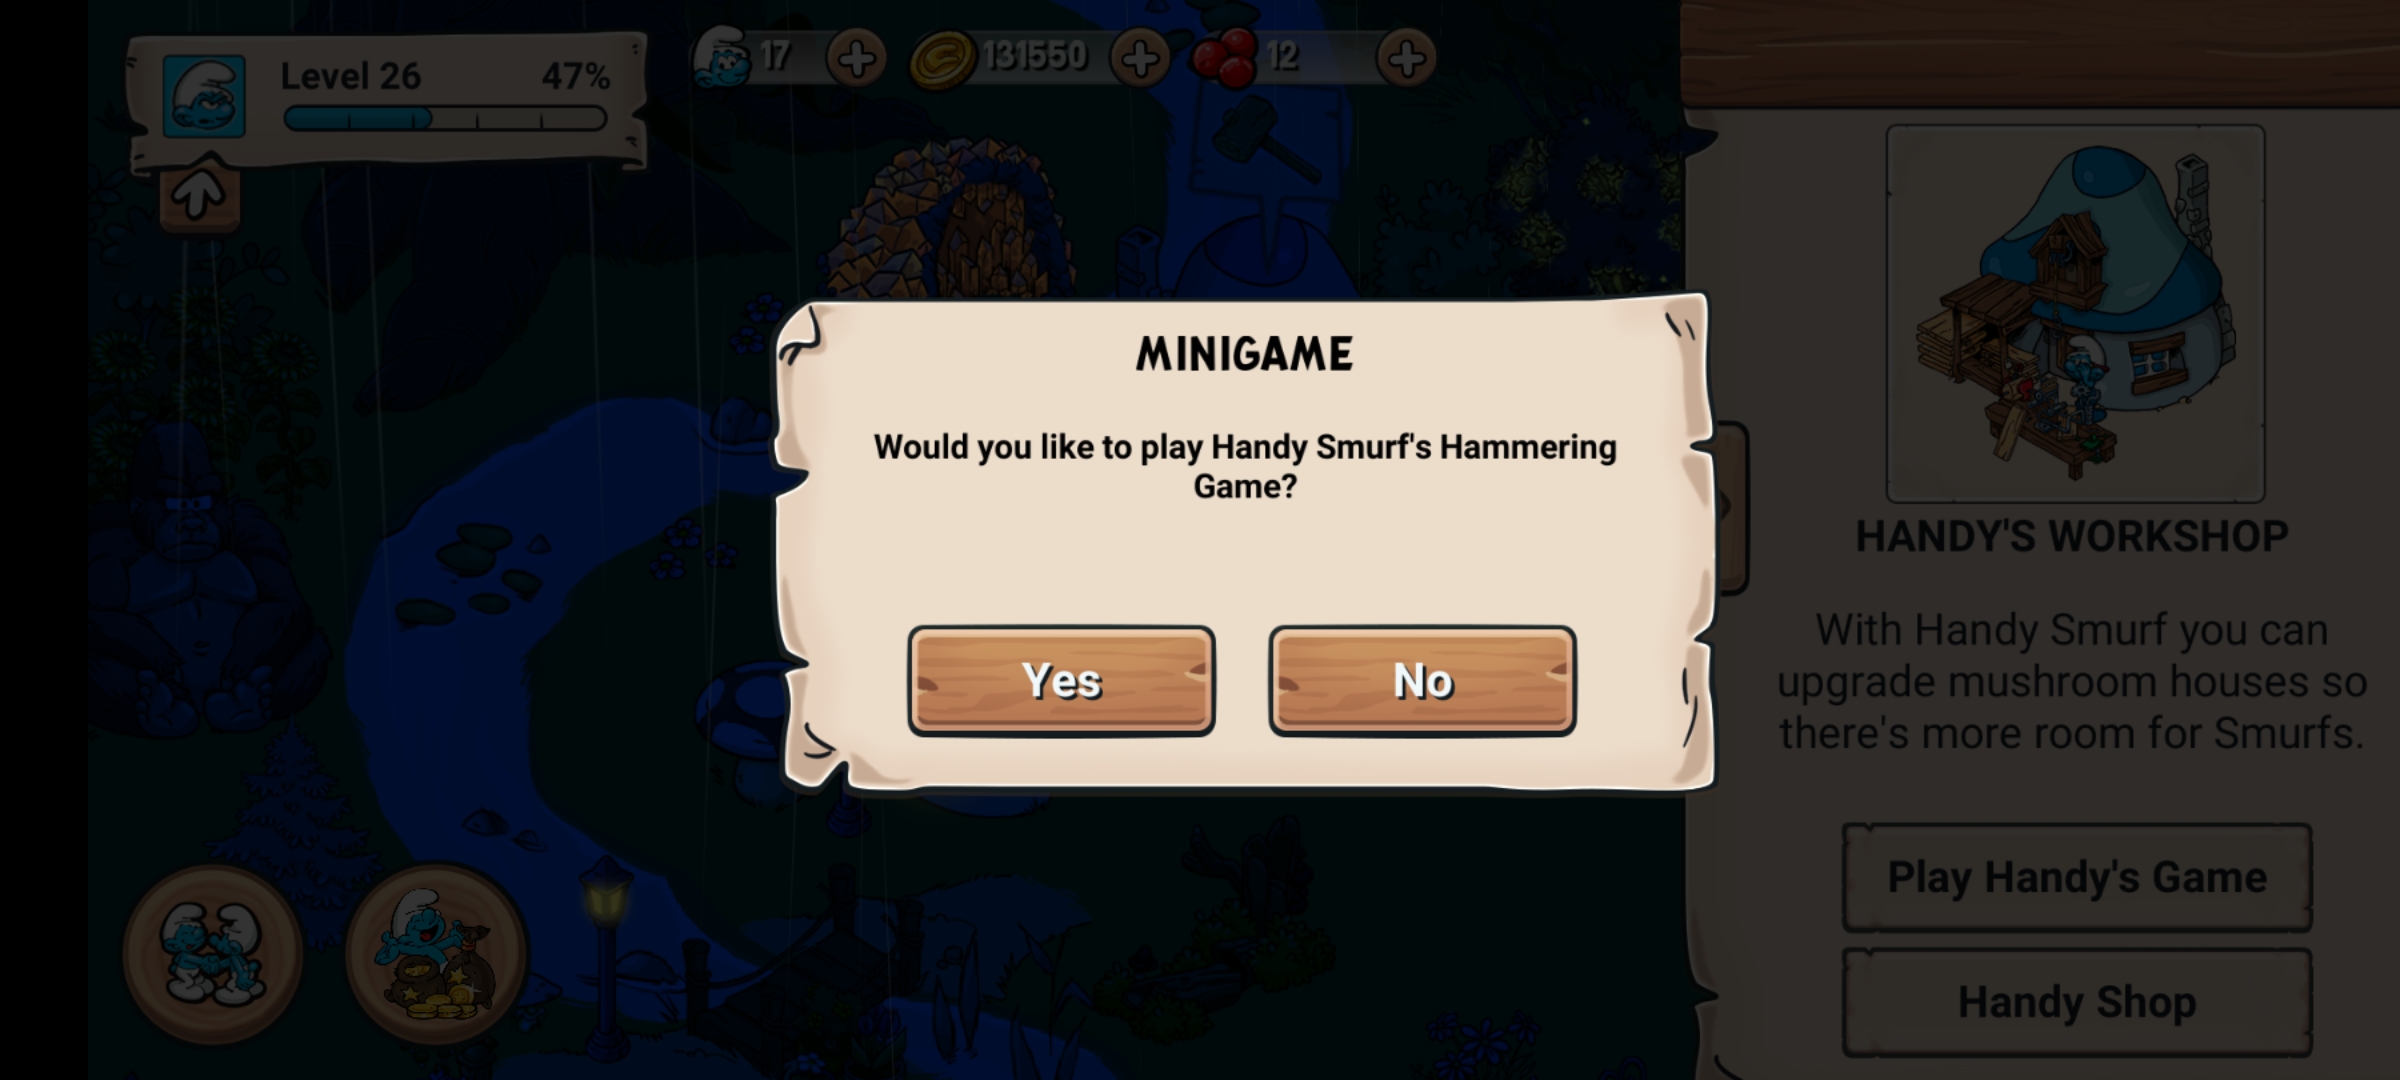 Level 26
47%
17
131550
12
MINIGAME
Would you like to play Handy Smurf's Hammering
Game?
Yes
No
HANDY'S WORKSHOP
With Handy Smurf you can
upgrade mushroom houses so
there's more room for Smurfs.
Play Handy's Game
Handy Shop